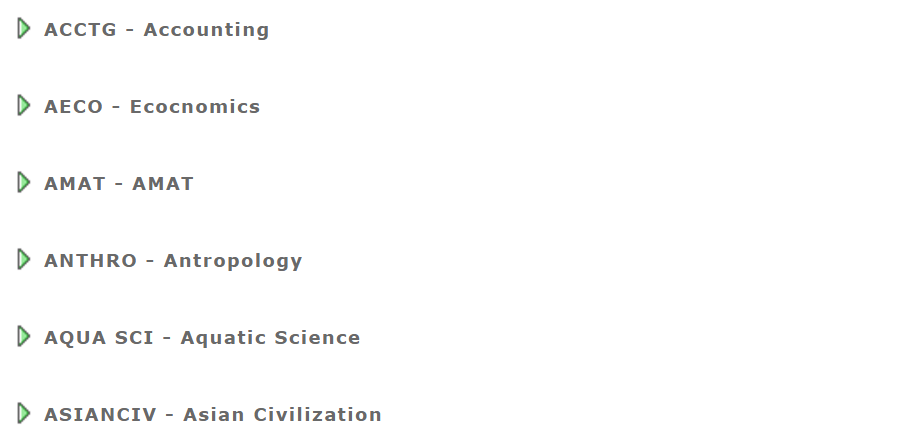 ACCTG - Accounting
AECO - Ecocnomics
AMAT - AMAT
ANTHRO - Antropology
AQUA SCI - Aquatic Science
ASIANCIV - Asian Civilization